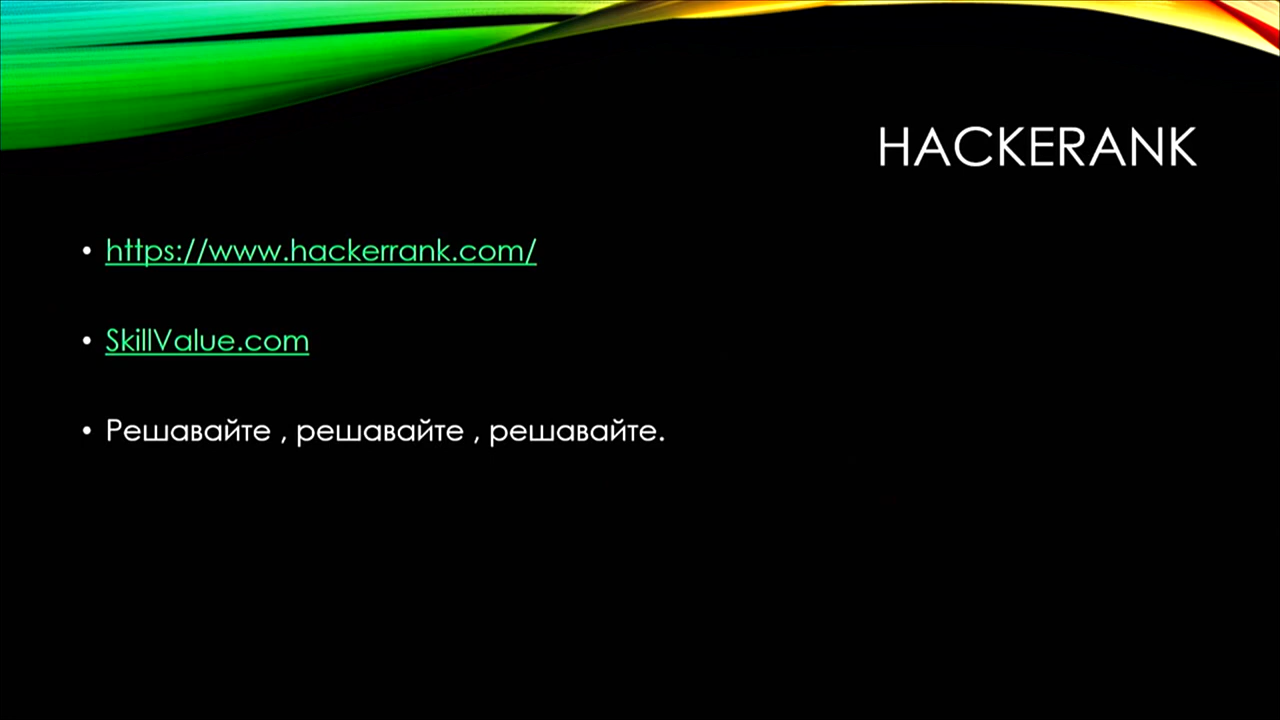 HACKERANK
• https://www.hackerrank.com/
• SkillValue.com
• Решавайте , решавайте , решавайте.